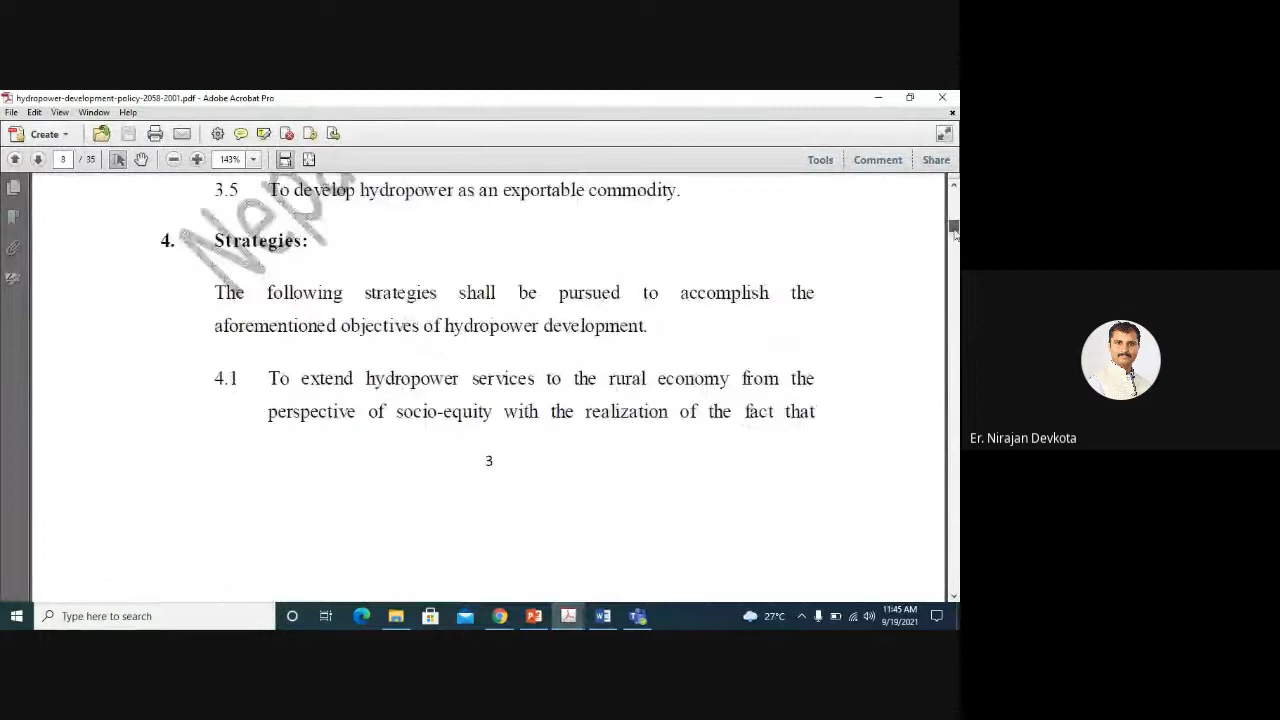 hydropower-development-policy-2058-2001.pdf - Adobe Acrobat Pro
File Edit View Window Help
Create
8 / 35 143% Tools Comment Share
3.5 To develop hydropower as an exportable commodity.
4. Strategies:
The following strategies shall be pursued to accomplish the
aforementioned objectives of hydropower development.
4.1 To extend hydropower services to the rural economy from the
perspective of socio-equity with the realization of the fact that
3
Er. Nirajan Devkota
Type here to search
27°C
11:45 AM
9/19/2021